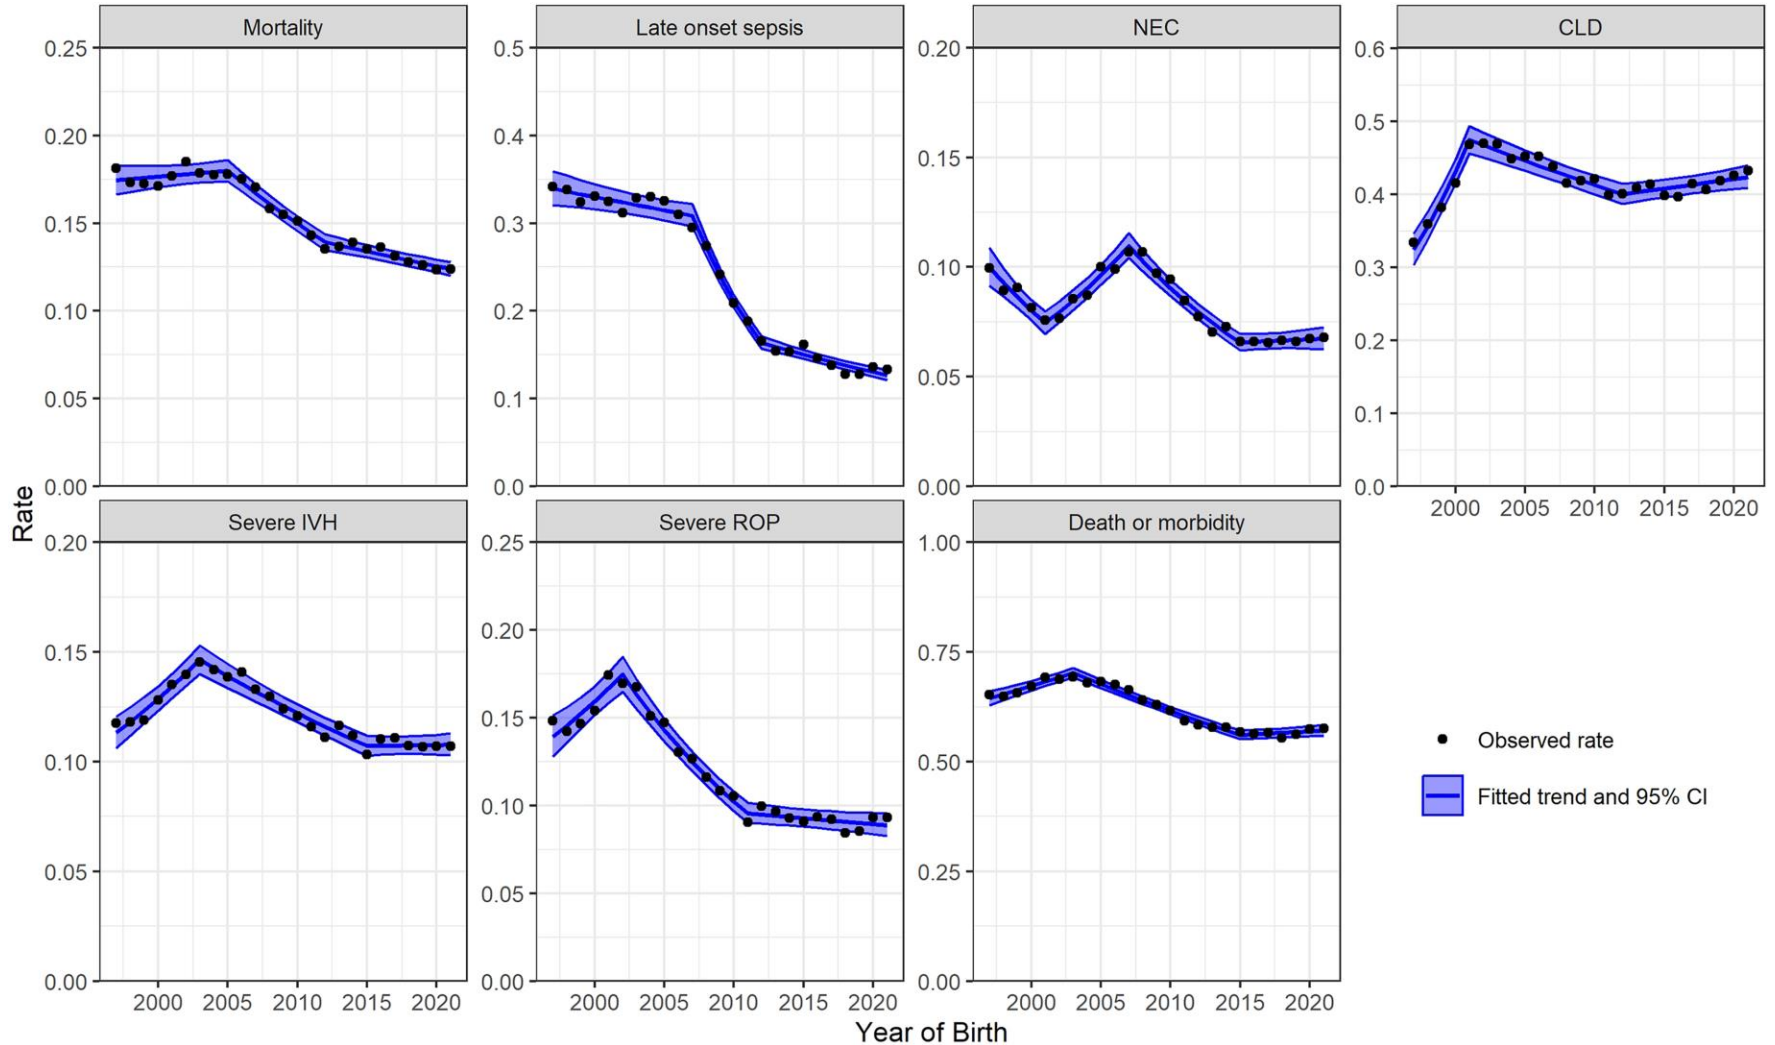 Mortality
Late onset sepsis
NEC
CLD
0.25
0.20
0.15
0.10
0.05
0.00
0.5
0.4
0.3
0.2
0.1
0.0
0.20
0.15
0.10
0.05
0.00
0.6
0.5
0.4
0.3
0.2
0.1
0.0
2000 2005 2010 2015 2020
Rate
Severe IVH
Severe ROP
Death or morbidity
0.20
0.15
0.10
0.05
0.00
0.25
0.20
0.15
0.10
0.05
0.00
1.00
0.75
0.50
0.25
0.00
Observed rate
Fitted trend and 95% CI
2000 2005 2010 2015 2020
2000 2005 2010 2015 2020
2000 2005 2010 2015 2020
Year of Birth